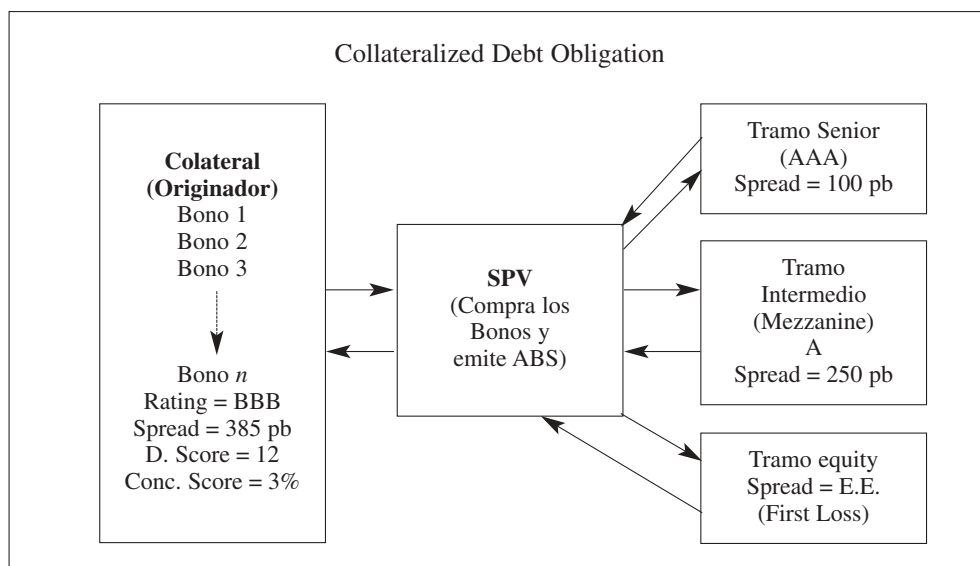 Collateralized Debt Obligation
Colateral
(Originador)
Bono 1
Bono 2
Bono 3
Bono n
Rating = BBB
Spread = 385 pb
D. Score = 12
Conc. Score = 3%
SPV
(Compra los
Bonos y
emite ABS)
Tramo Senior
(AAA)
Spread = 100 pb
Tramo
Intermedio
(Mezzanine)
A
Spread = 250 pb
Tramo equity
Spread = E.E.
(First Loss)